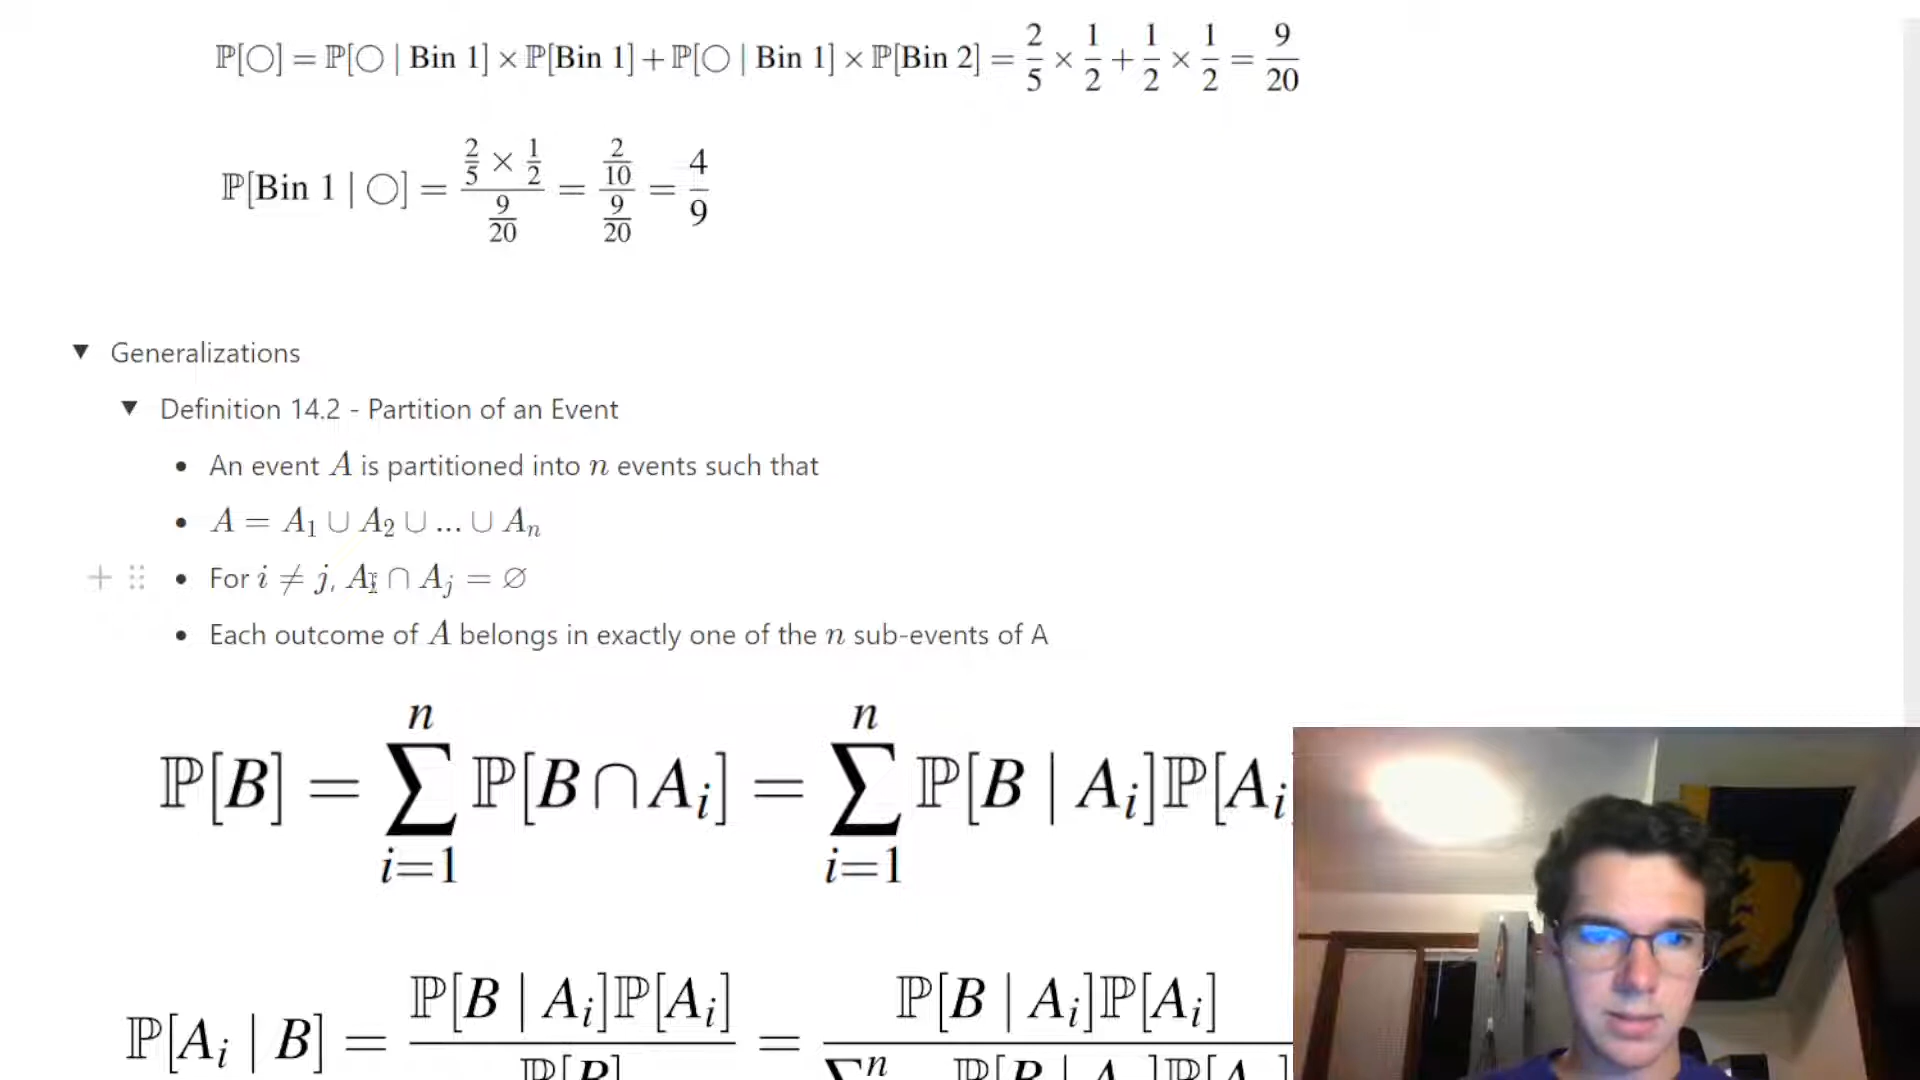 ℙ[○] = ℙ[○ | Bin 1] × ℙ[Bin 1] + ℙ[○ | Bin 1] × ℙ[Bin 2] = 2/5 × 1/2 + 1/2 × 1/2 = 9/20
ℙ[Bin 1 | ○] = (2/5 × 1/2)/(9/20) = (2/10)/(9/20) = 4/9
▼ Generalizations
▼ Definition 14.2 - Partition of an Event
• An event A is partitioned into n events such that
• A = A₁ ∪ A₂ ∪ ... ∪ Aₙ
• For i ≠ j, Aᵢ ∩ Aⱼ = ∅
• Each outcome of A belongs in exactly one of the n sub-events of A
ℙ[B] = ∑ᵢ₌₁ⁿ ℙ[B ∩ Aᵢ] = ∑ᵢ₌₁ⁿ ℙ[B | Aᵢ]ℙ[Aᵢ
ℙ[Aᵢ | B] = ℙ[B | Aᵢ]ℙ[Aᵢ] / ℙ[B] = ℙ[B | Aᵢ]ℙ[Aᵢ] /